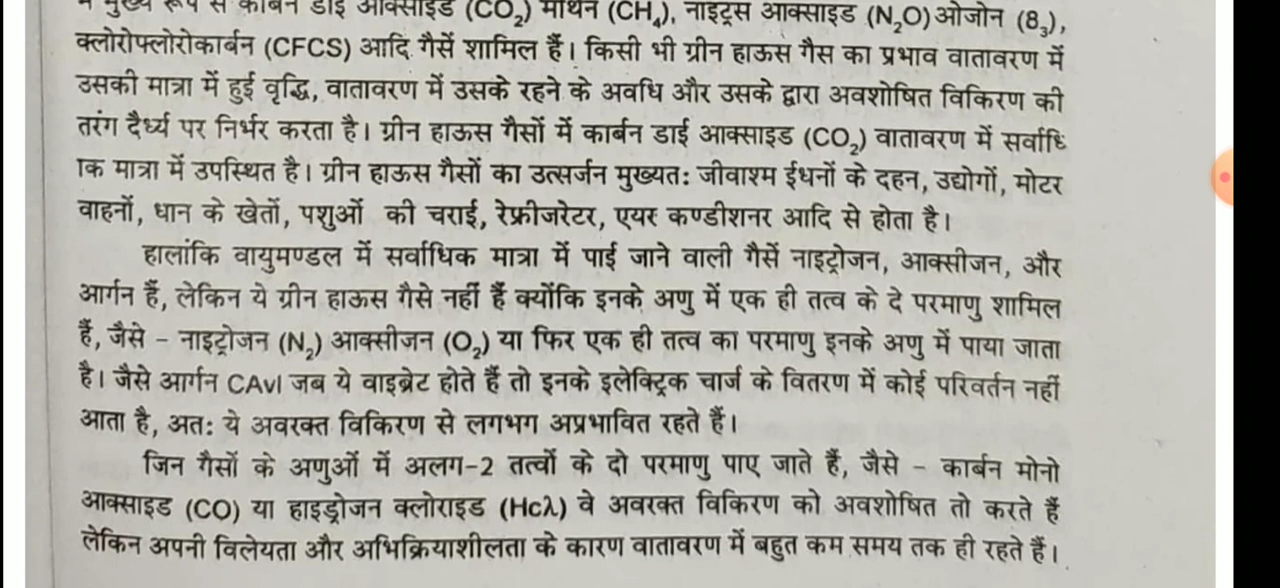 में मुख्य रूप से कार्बन डाई आक्साइड (CO₂) मीथेन (CH₄), नाइट्रस आक्साइड (N₂O) ओजोन (8₃),
क्लोरोफ्लोरोकार्बन (CFCS) आदि गैसें शामिल हैं। किसी भी ग्रीन हाऊस गैस का प्रभाव वातावरण में
उसकी मात्रा में हुई वृद्धि, वातावरण में उसके रहने के अवधि और उसके द्वारा अवशोषित विकिरण की
तरंग दैर्ध्य पर निर्भर करता है। ग्रीन हाऊस गैसों में कार्बन डाई आक्साइड (CO₂) वातावरण में सर्वाधि
िक मात्रा में उपस्थित है। ग्रीन हाऊस गैसों का उत्सर्जन मुख्यतः जीवाश्म ईधनों के दहन, उद्योगों, मोटर
वाहनों, धान के खेतों, पशुओं की चराई, रेफ्रीजरेटर, एयर कण्डीशनर आदि से होता है।
हालांकि वायुमण्डल में सर्वाधिक मात्रा में पाई जाने वाली गैसें नाइट्रोजन, आक्सीजन, और
आर्गन हैं, लेकिन ये ग्रीन हाऊस गैसे नहीं हैं क्योंकि इनके अणु में एक ही तत्व के दे परमाणु शामिल
हैं, जैसे – नाइट्रोजन (N₂) आक्सीजन (O₂) या फिर एक ही तत्व का परमाणु इनके अणु में पाया जाता
है। जैसे आर्गन CAvl जब ये वाइब्रेट होते हैं तो इनके इलेक्ट्रिक चार्ज के वितरण में कोई परिवर्तन नहीं
आता है, अतः ये अवरक्त विकिरण से लगभग अप्रभावित रहते हैं।
जिन गैसों के अणुओं में अलग-2 तत्वों के दो परमाणु पाए जाते हैं, जैसे – कार्बन मोनो
आक्साइड (CO) या हाइड्रोजन क्लोराइड (Hcλ) वे अवरक्त विकिरण को अवशोषित तो करते हैं
लेकिन अपनी विलेयता और अभिक्रियाशीलता के कारण वातावरण में बहुत कम समय तक ही रहते हैं।